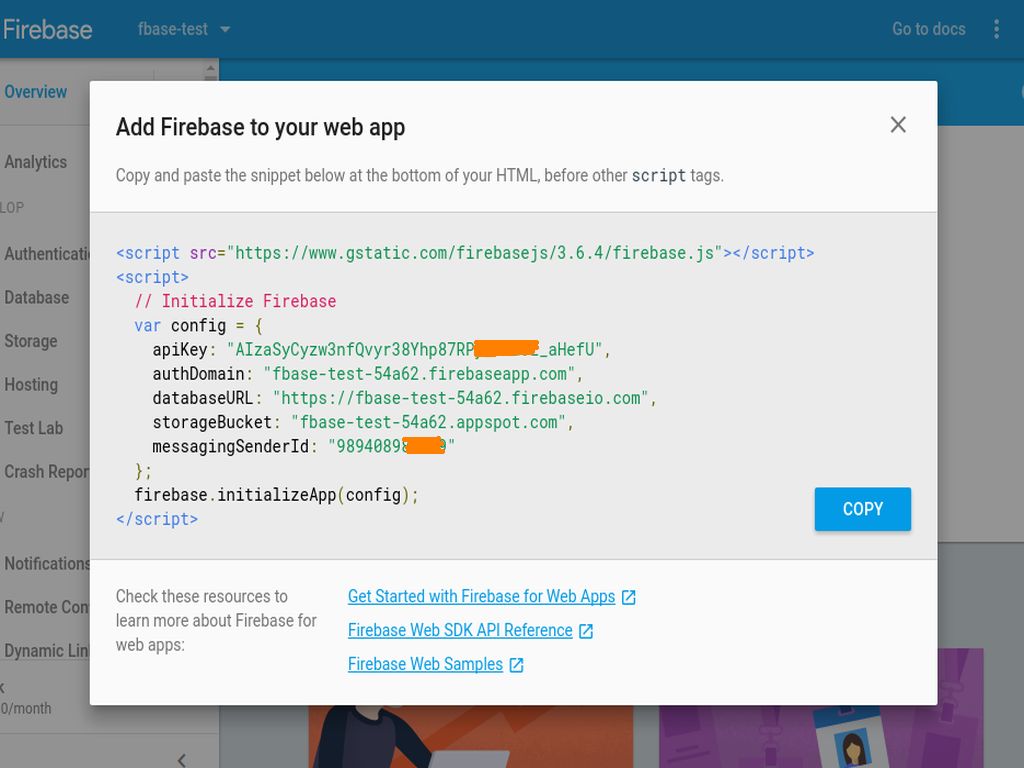 Firebase
fbase-test
Go to docs
Overview
Analytics
LOP
Authenticati
Database
Storage
Hosting
Test Lab
Crash Repor
Notifications
Remote Con
Dynamic Lin
0/month
Add Firebase to your web app
Copy and paste the snippet below at the bottom of your HTML, before other script tags.
<script src="https://www.gstatic.com/firebasejs/3.6.4/firebase.js"></script>
<script>
// Initialize Firebase
var config = {
apiKey: "AIzaSyCyzw3nfQvyr38Yhp87RP _aHefU",
authDomain: "fbase-test-54a62.firebaseapp.com",
databaseURL: "https://fbase-test-54a62.firebaseio.com",
storageBucket: "fbase-test-54a62.appspot.com",
messagingSenderId: "9894089 9"
};
firebase.initializeApp(config);
</script>
COPY
Check these resources to
learn more about Firebase for
web apps:
Get Started with Firebase for Web Apps
Firebase Web SDK API Reference
Firebase Web Samples